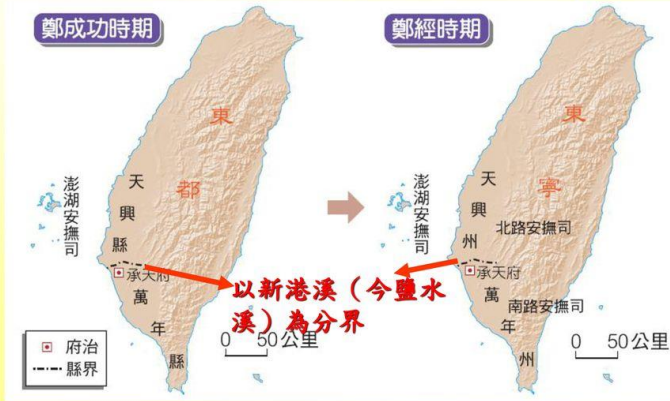 鄭成功時期
東都
天興縣
澎湖安撫司
承天府
萬年縣
府治
縣界
0 50公里
以新港溪（今鹽水
溪）為分界
鄭經時期
東寧
天興州
澎湖安撫司
北路安撫司
承天府
萬年州
南路安撫司
0 50公里